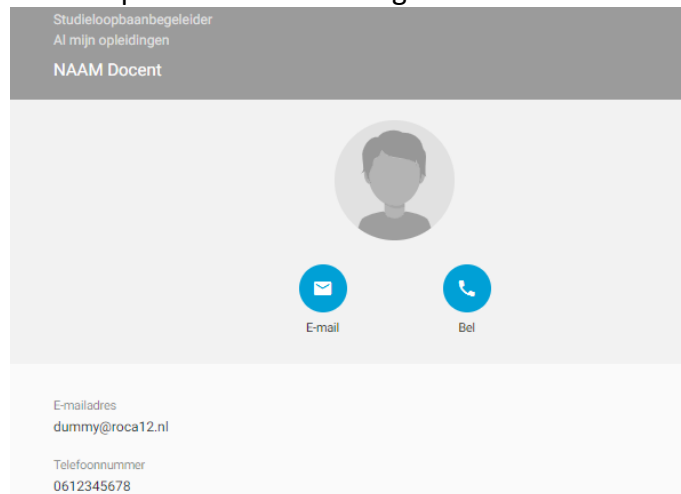 Studieloopbaanbegeleider
Al mijn opleidingen
NAAM Docent
E-mail
Bel
E-mailadres
dummy@roca12.nl
Telefoonnummer
0612345678